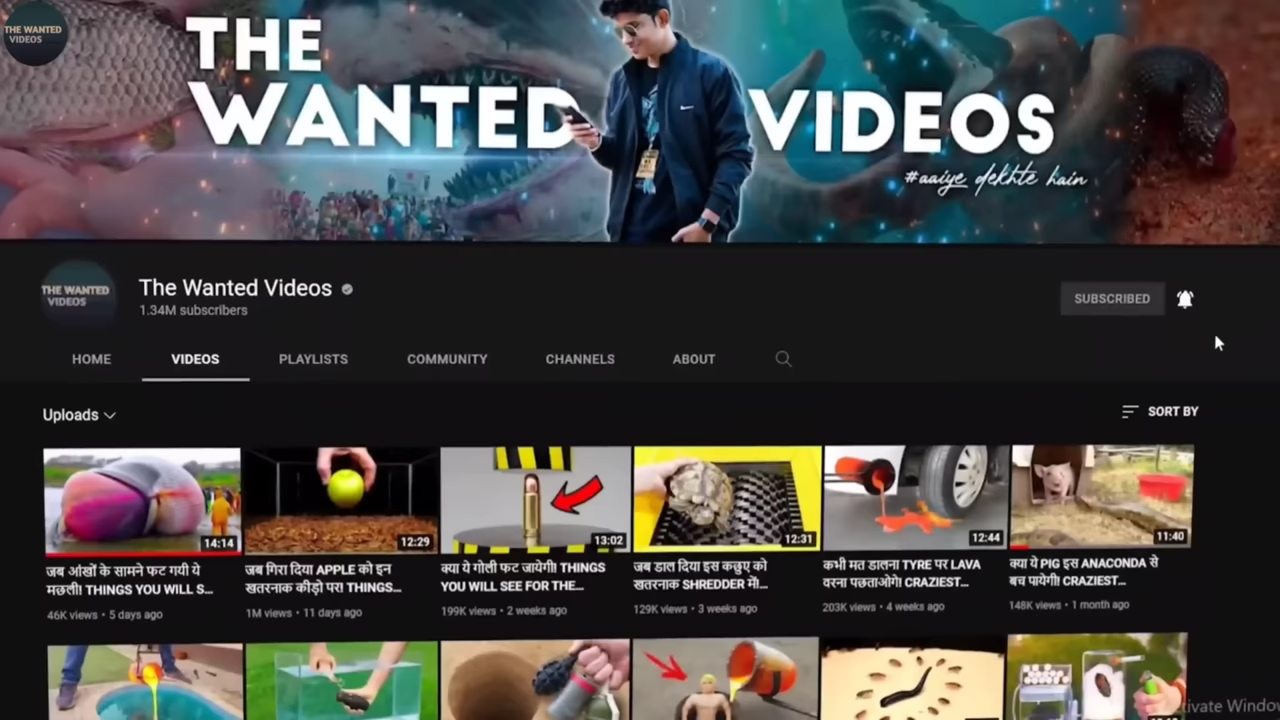 THE WANTED
VIDEOS
THE
WANTED
VIDEOS
#aaiye dekhte hain
THE WANTED
VIDEOS
The Wanted Videos
1.34M subscribers
SUBSCRIBED
HOME
VIDEOS
PLAYLISTS
COMMUNITY
CHANNELS
ABOUT
Uploads
SORT BY
14:14
12:29
13:02
12:31
12:44
11:40
जब आंखों के सामने फट गयी ये
मछली! THINGS YOU WILL S...
46K views • 5 days ago
जब गिरा दिया APPLE को इन
खतरनाक कीड़ो पर! THINGS...
1M views • 11 days ago
क्या ये गोली फट जायेगी! THINGS
YOU WILL SEE FOR THE...
199K views • 2 weeks ago
जब डाल दिया इस कछुए को
खतरनाक SHREDDER में!...
129K views • 3 weeks ago
कभी मत डालना TYRE पर LAVA
वरना पछताओगे! CRAZIEST...
203K views • 4 weeks ago
क्या ये PIG इस ANACONDA से
बच पायेगी! CRAZIEST...
148K views • 1 month ago